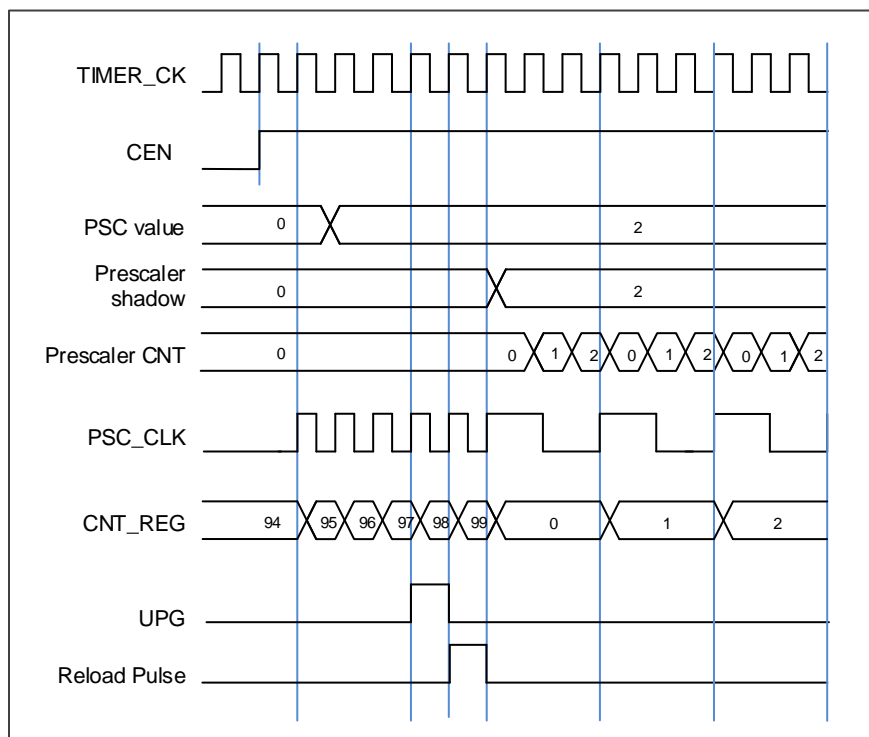 TIMER_CK
CEN
PSC value 0 2
Prescaler
shadow 0 2
Prescaler CNT 0 0 1 2 0 1 2 0 1 2
PSC_CLK
CNT_REG 94 95 96 97 98 99 0 1 2
UPG
Reload Pulse